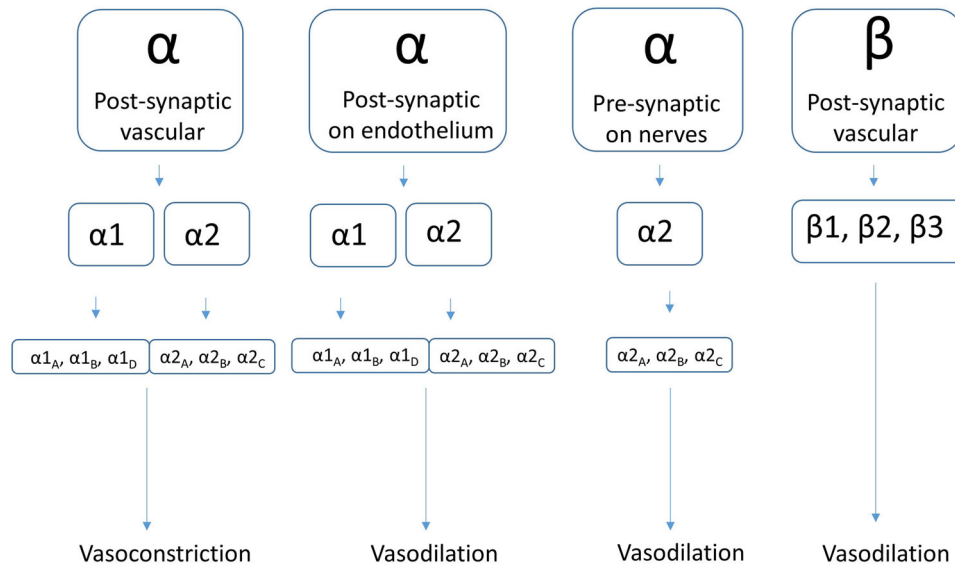 α
Post-synaptic
vascular
α
Post-synaptic
on endothelium
α
Pre-synaptic
on nerves
β
Post-synaptic
vascular
α1
α2
α1
α2
α2
β1, β2, β3
α1A, α1B, α1D
α2A, α2B, α2C
α1A, α1B, α1D
α2A, α2B, α2C
α2A, α2B, α2C
Vasoconstriction
Vasodilation
Vasodilation
Vasodilation